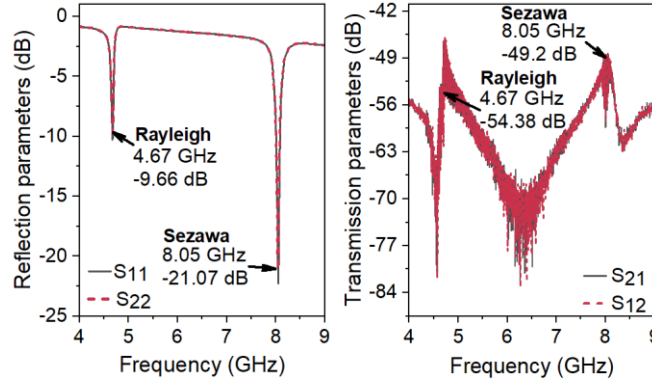 Reflection parameters (dB)
0
-5
-10
-15
-20
-25
Rayleigh
4.67 GHz
-9.66 dB
Sezawa
8.05 GHz
-21.07 dB
S11
S22
4 5 6 7 8 9
Frequency (GHz)
Transmission parameters (dB)
-42
-49
-56
-63
-70
-77
-84
Sezawa
8.05 GHz
-49.2 dB
Rayleigh
4.67 GHz
-54.38 dB
S21
S12
4 5 6 7 8 9
Frequency (GHz)